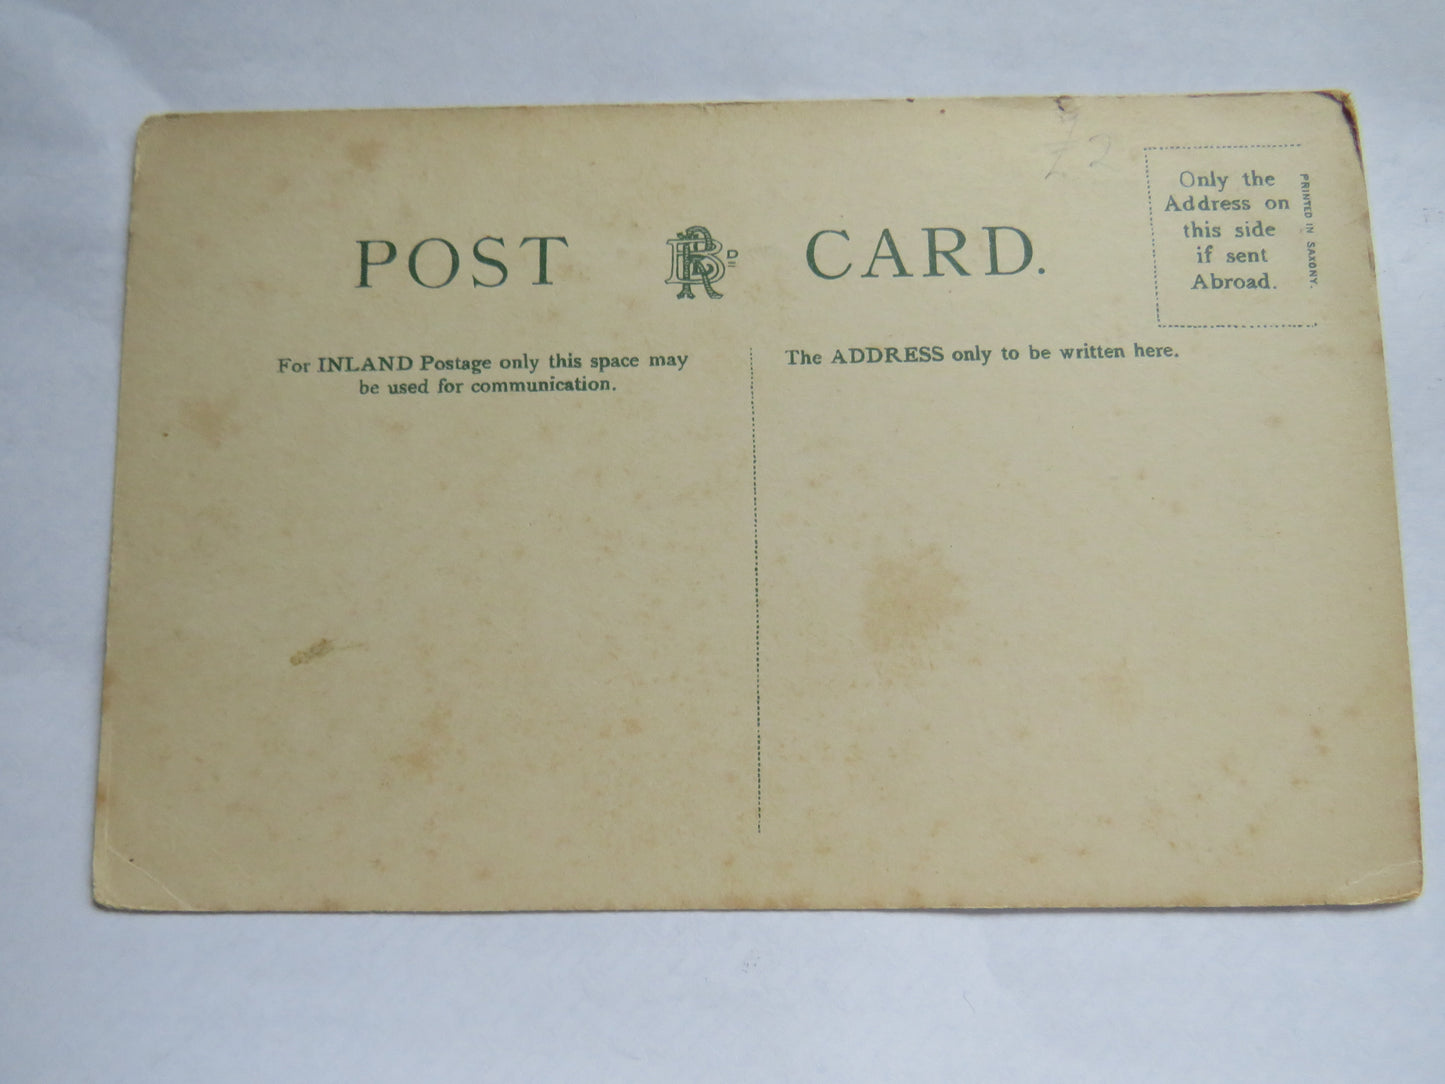 £2
POST CARD.
Only the
Address on
this side
if sent
Abroad.
PRINTED IN SAXONY.
For INLAND Postage only this space may
be used for communication.
The ADDRESS only to be written here.